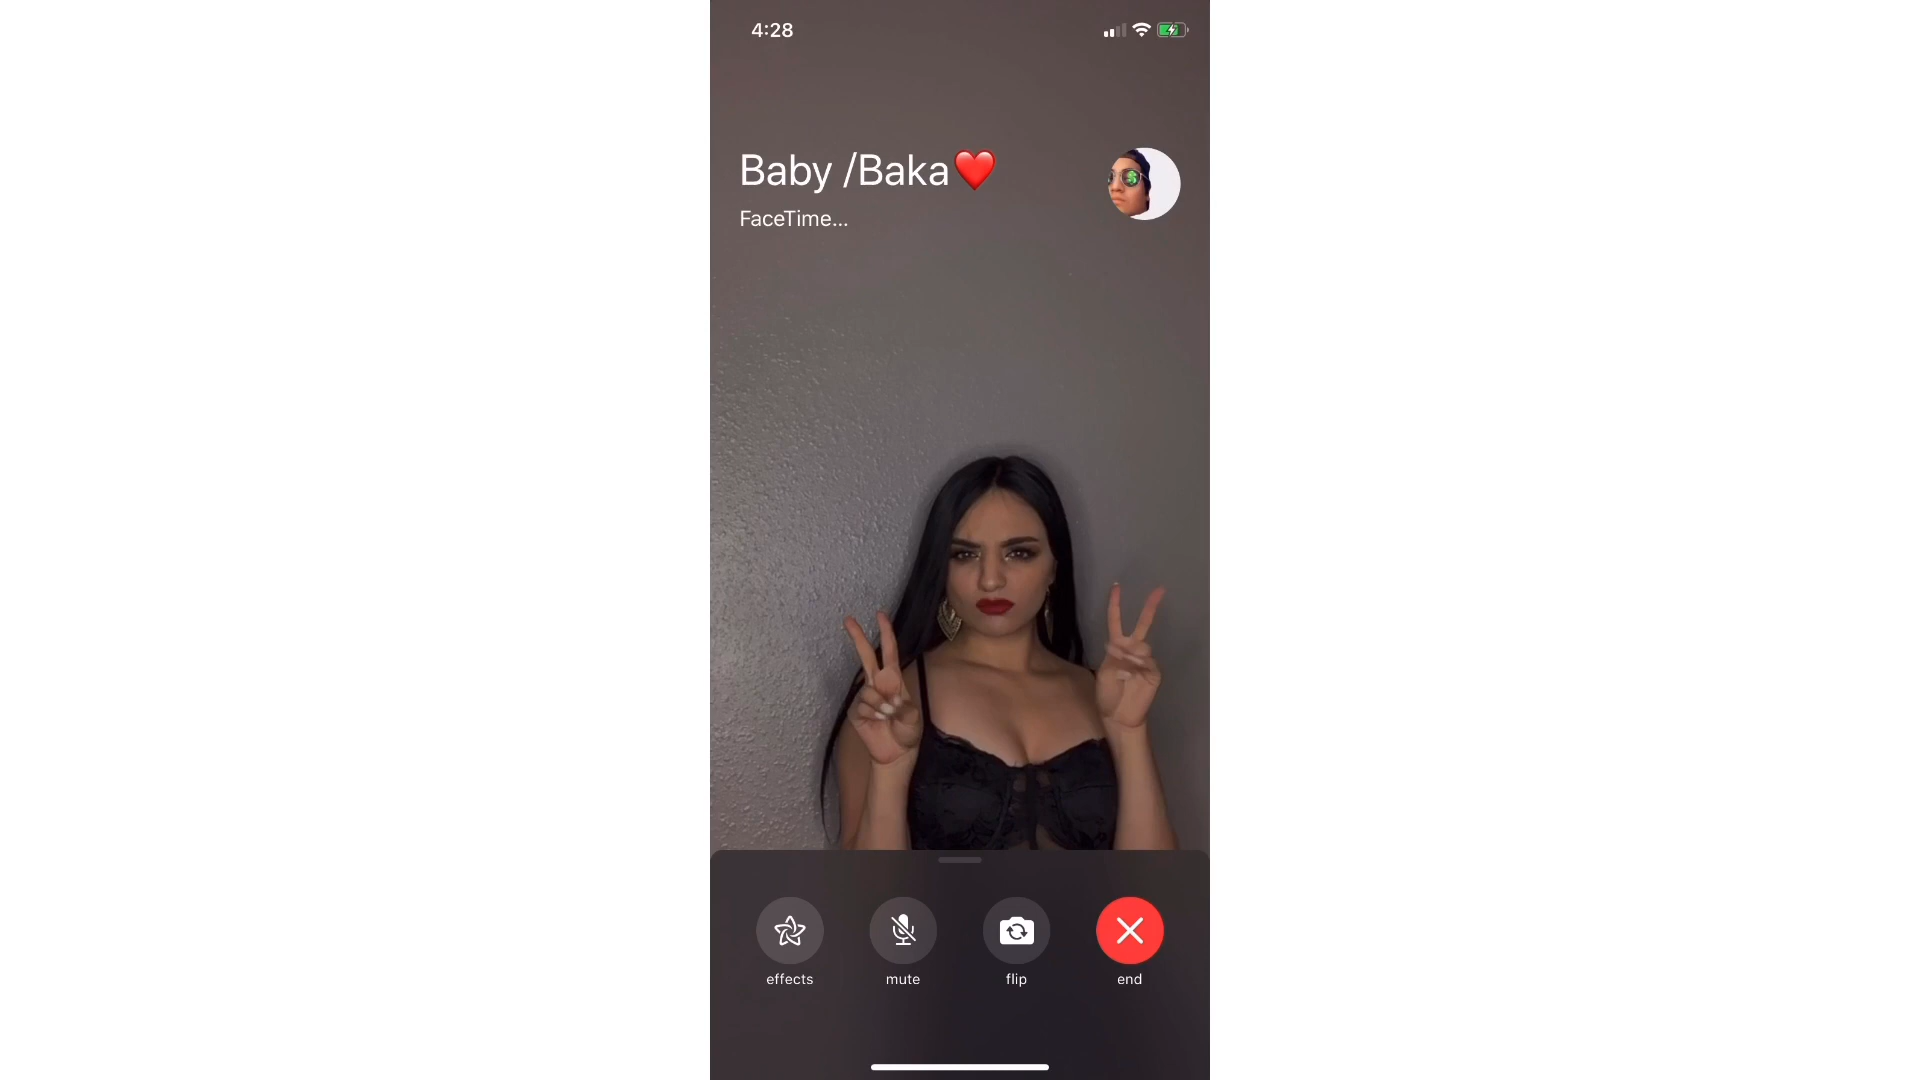 4:28
Baby /Baka❤️
FaceTime...
effects
mute
flip
end